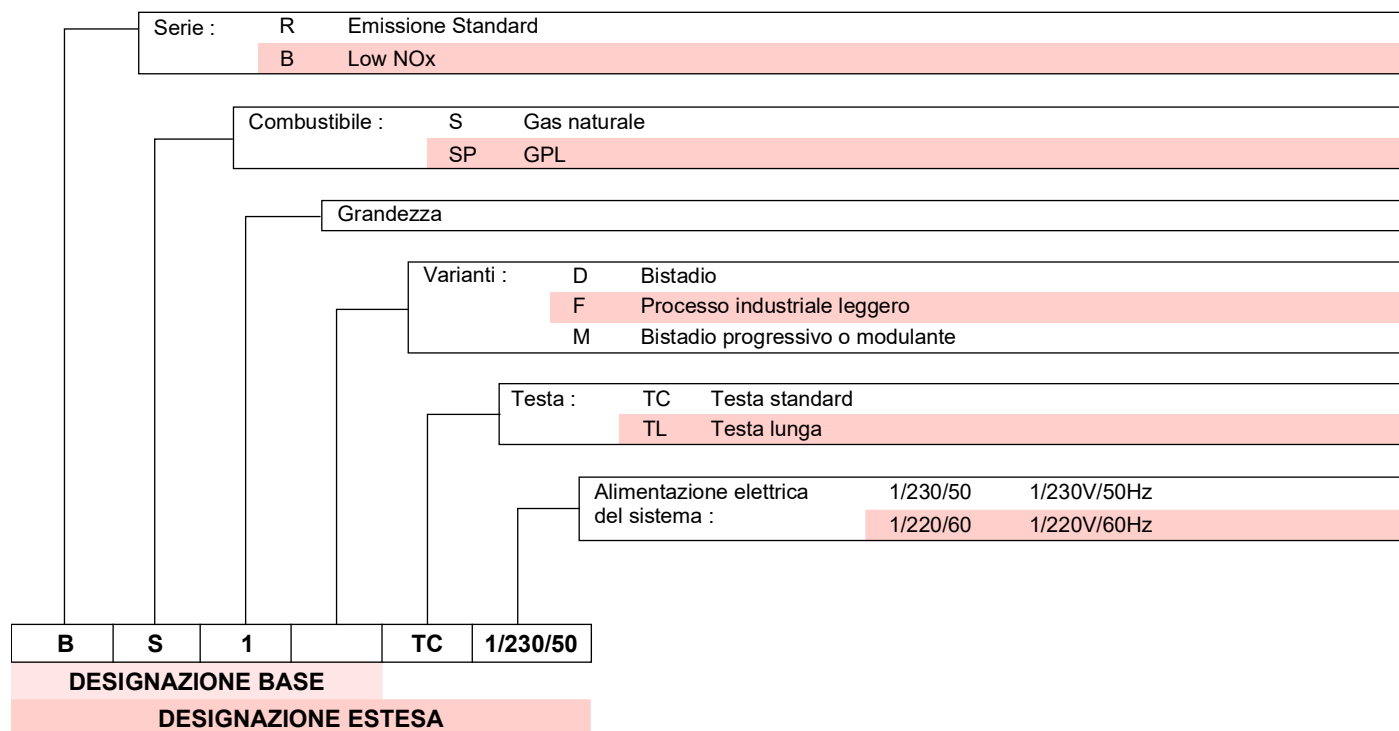 Serie : R Emissione Standard
B Low NOx
Combustibile : S Gas naturale
SP GPL
Grandezza
Varianti : D Bistadio
F Processo industriale leggero
M Bistadio progressivo o modulante
Testa : TC Testa standard
TL Testa lunga
Alimentazione elettrica 1/230/50 1/230V/50Hz
del sistema : 1/220/60 1/220V/60Hz
B S 1 TC 1/230/50
DESIGNAZIONE BASE
DESIGNAZIONE ESTESA